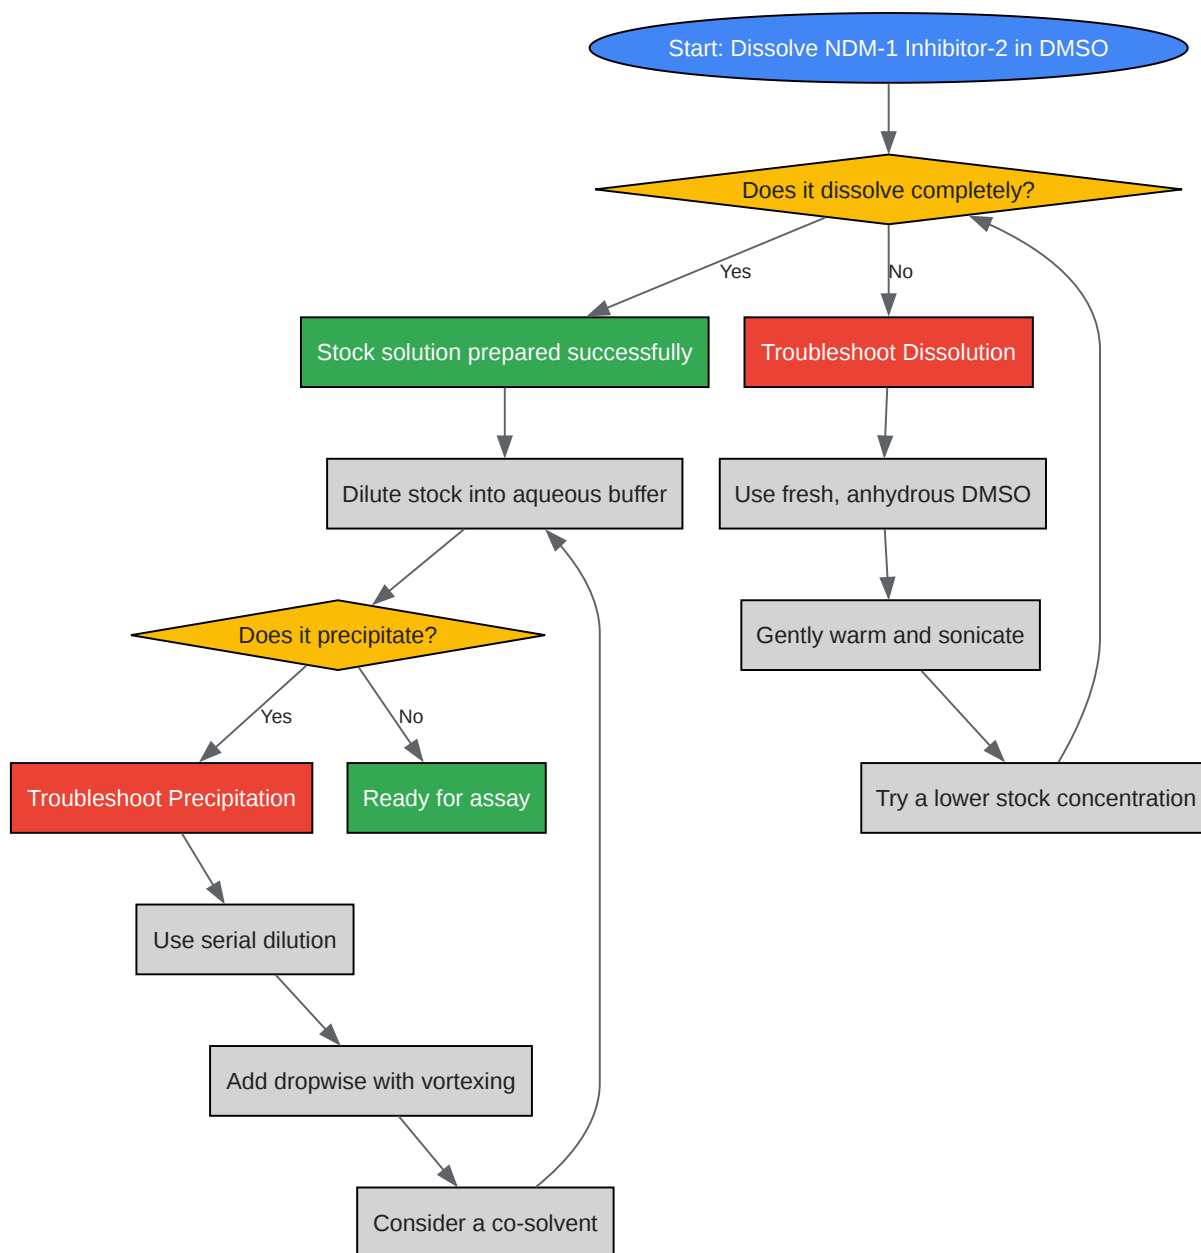 Start: Dissolve NDM-1 Inhibitor-2 in DMSO
Does it dissolve completely?
Yes
No
Stock solution prepared successfully
Troubleshoot Dissolution
Dilute stock into aqueous buffer
Use fresh, anhydrous DMSO
Does it precipitate?
Gently warm and sonicate
Yes
No
Troubleshoot Precipitation
Ready for assay
Try a lower stock concentration
Use serial dilution
Add dropwise with vortexing
Consider a co-solvent